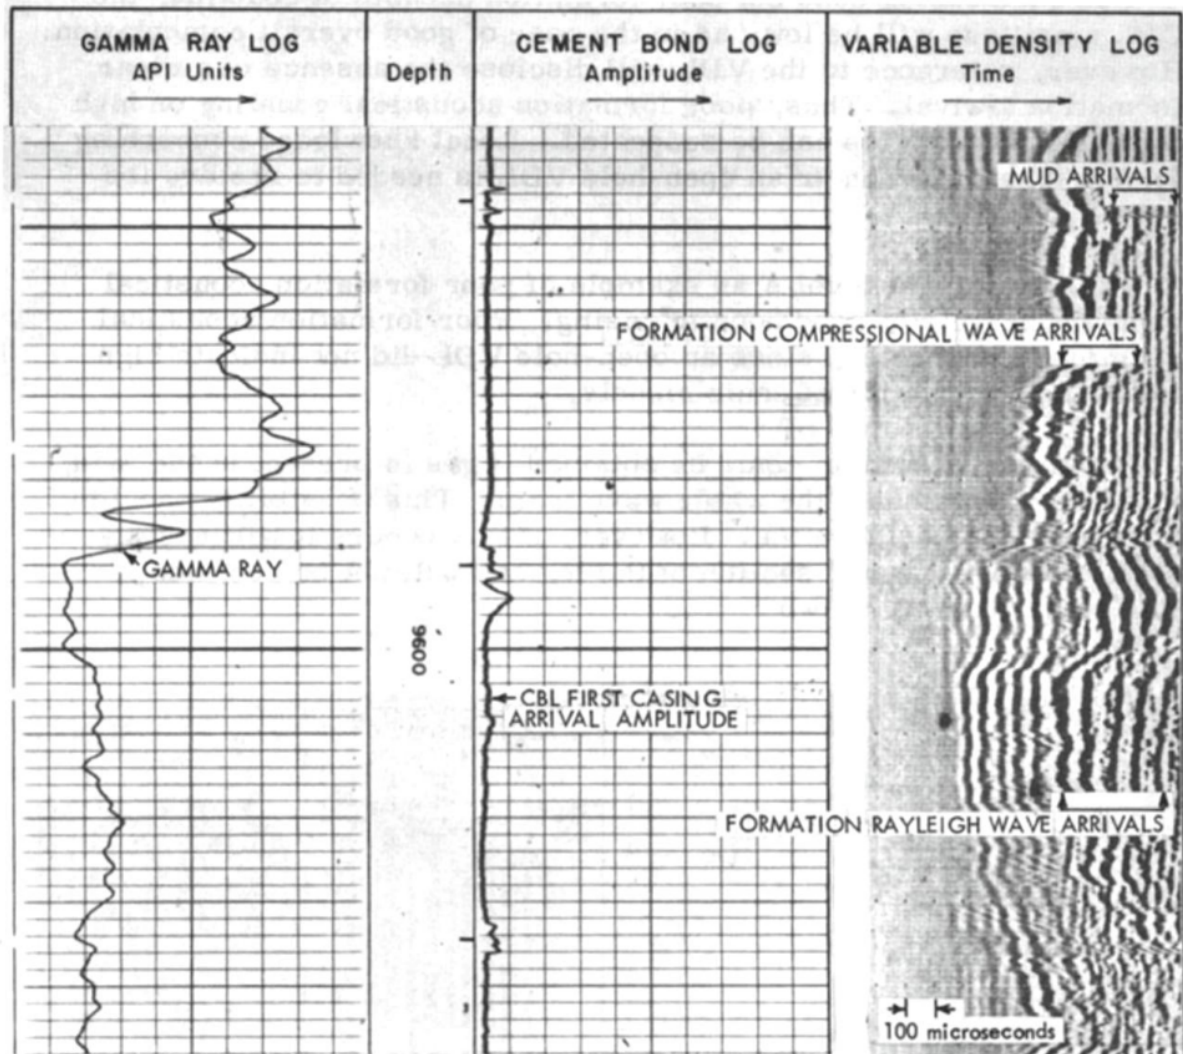 GAMMA RAY LOG
API Units
Depth
CEMENT BOND LOG
Amplitude
VARIABLE DENSITY LOG
Time
MUD ARRIVALS
FORMATION COMPRESSIONAL WAVE ARRIVALS
GAMMA RAY
9600
CBL FIRST CASING
ARRIVAL AMPLITUDE
FORMATION RAYLEIGH WAVE ARRIVALS
100 microseconds